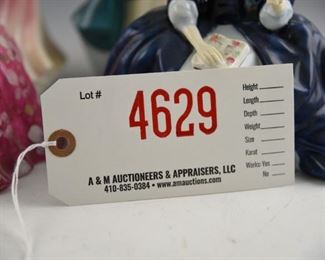 Lot #
4629
Height
Length
Depth
Weight
Size
Karat
Works: Yes
No
A & M AUCTIONEERS & APPRAISERS, LLC
410-835-0384 • www.amauctions.com